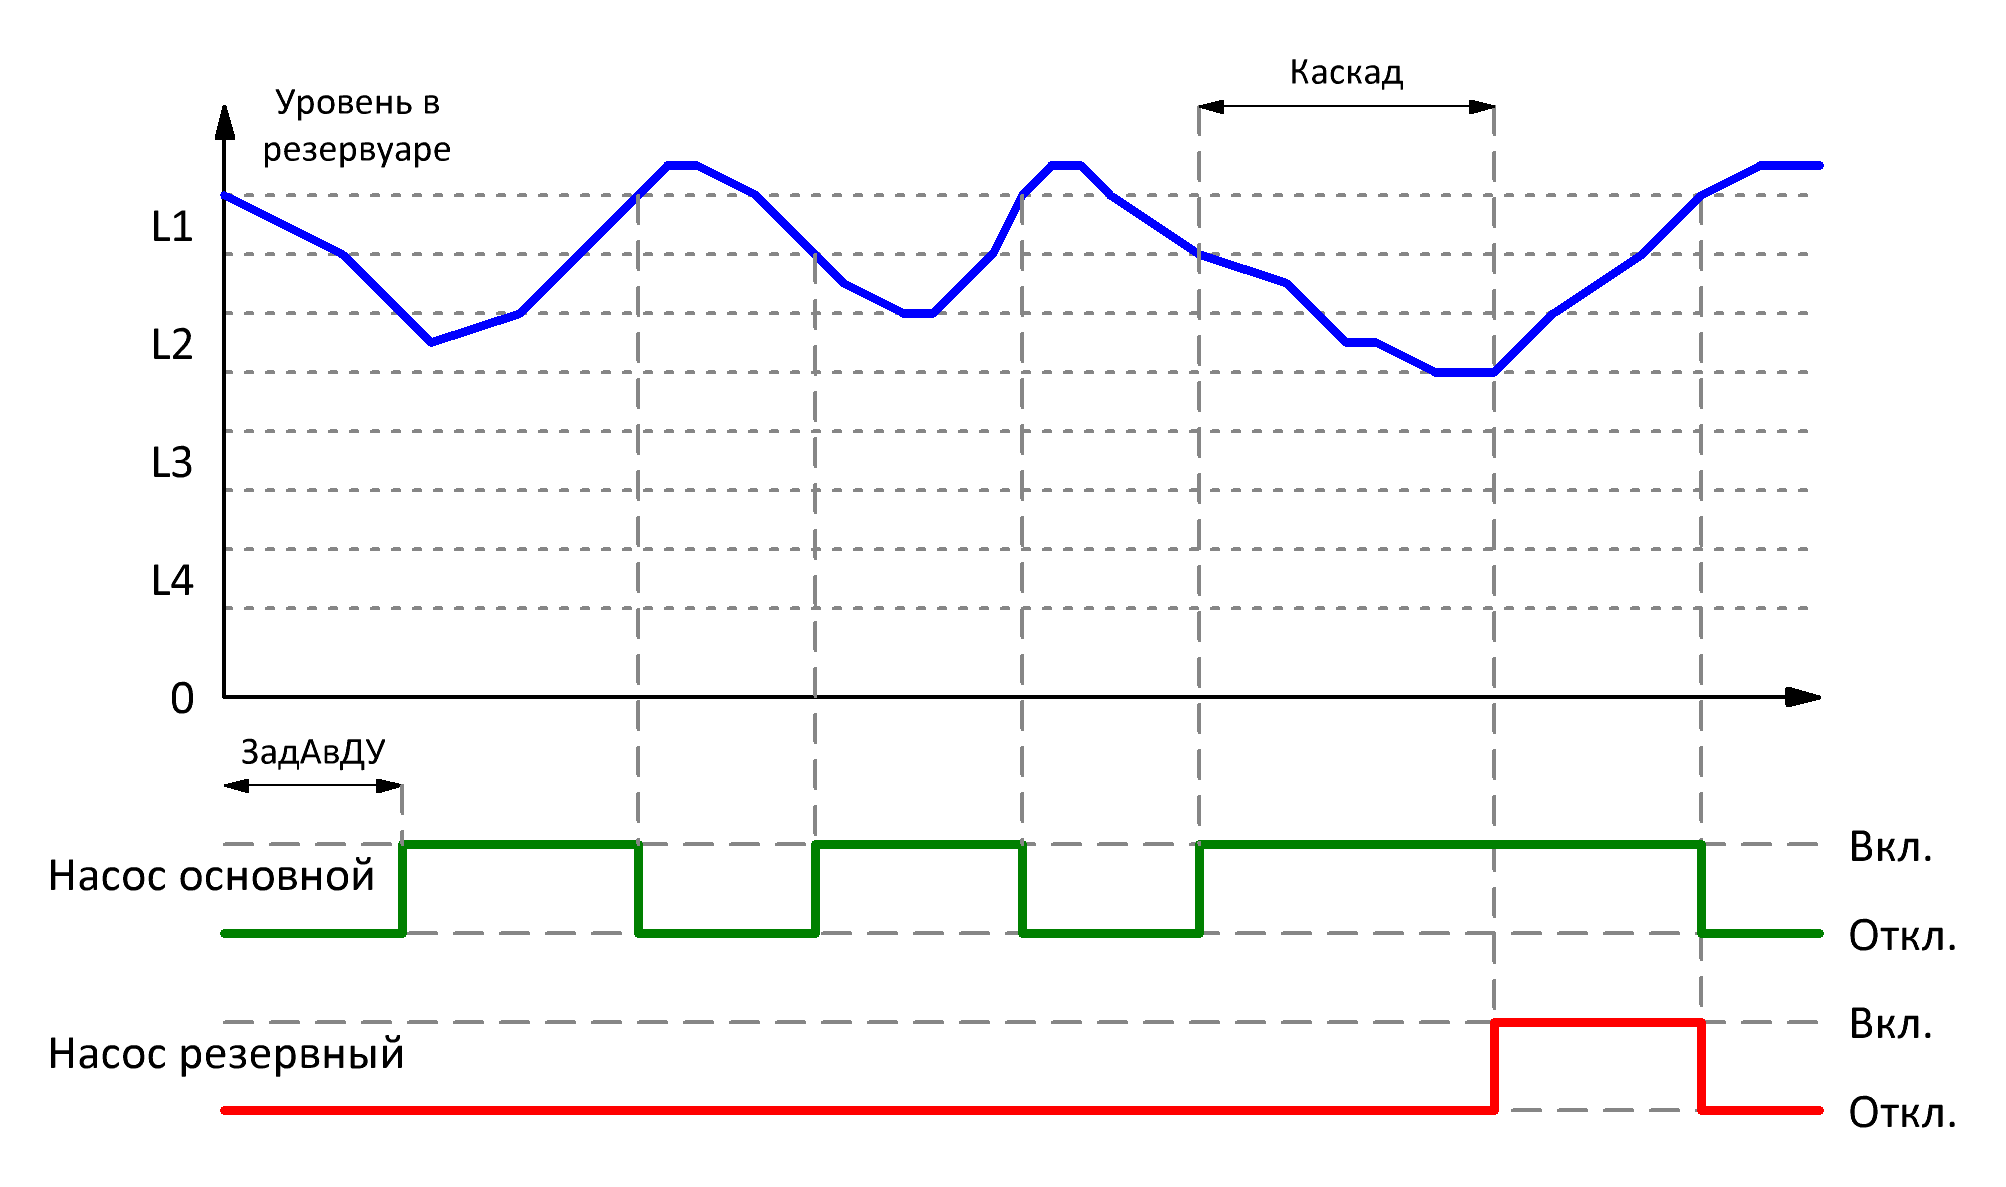 Каскад
Уровень в
резервуаре
L1
L2
L3
L4
0
ЗадАвДУ
Насос основной
Вкл.
Откл.
Насос резервный
Вкл.
Откл.